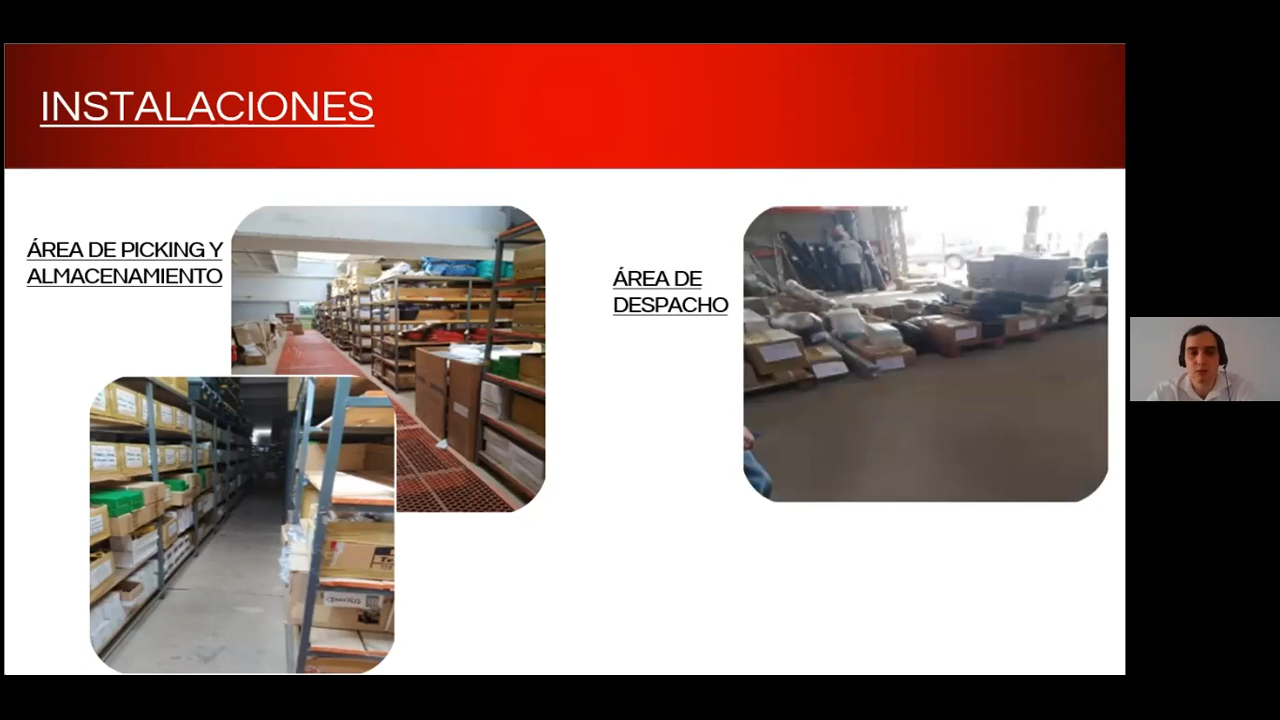 INSTALACIONES
ÁREA DE PICKING Y
ALMACENAMIENTO
ÁREA DE
DESPACHO